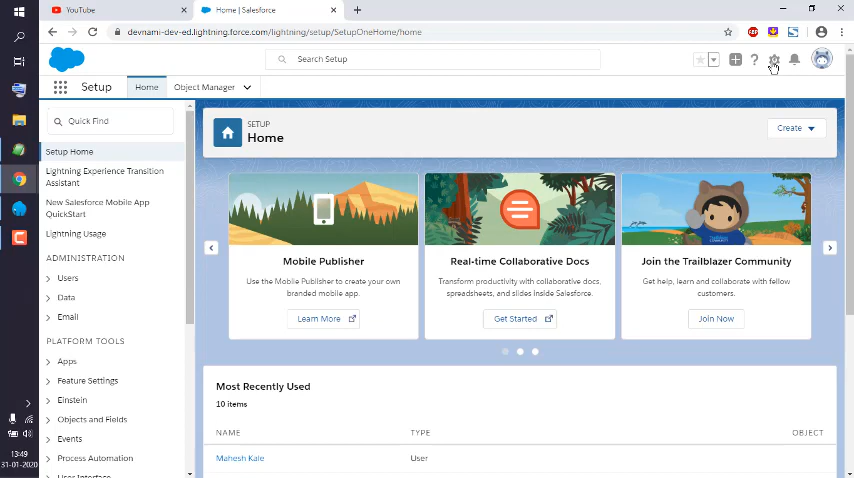 YouTube
Home | Salesforce
devnami-dev-ed.lightning.force.com/lightning/setup/SetupOneHome/home
ABP
Search Setup
Setup
Home
Object Manager
Quick Find
Setup Home
Lightning Experience Transition
Assistant
New Salesforce Mobile App
QuickStart
Lightning Usage
ADMINISTRATION
Users
Data
Email
PLATFORM TOOLS
Apps
Feature Settings
Einstein
Objects and Fields
Events
Process Automation
User Interface
SETUP
Home
Create
Mobile Publisher
Use the Mobile Publisher to create your
own branded mobile app.
Learn More
Real-time Collaborative Docs
Transform productivity with collaborative docs,
spreadsheets, and slides inside Salesforce.
Get Started
Join the Trailblazer Community
Get help, learn and collaborate with fellow
customers.
Join Now
Most Recently Used
10 items
NAME
TYPE
OBJECT
Mahesh Kale
User
13:49
31-01-2020